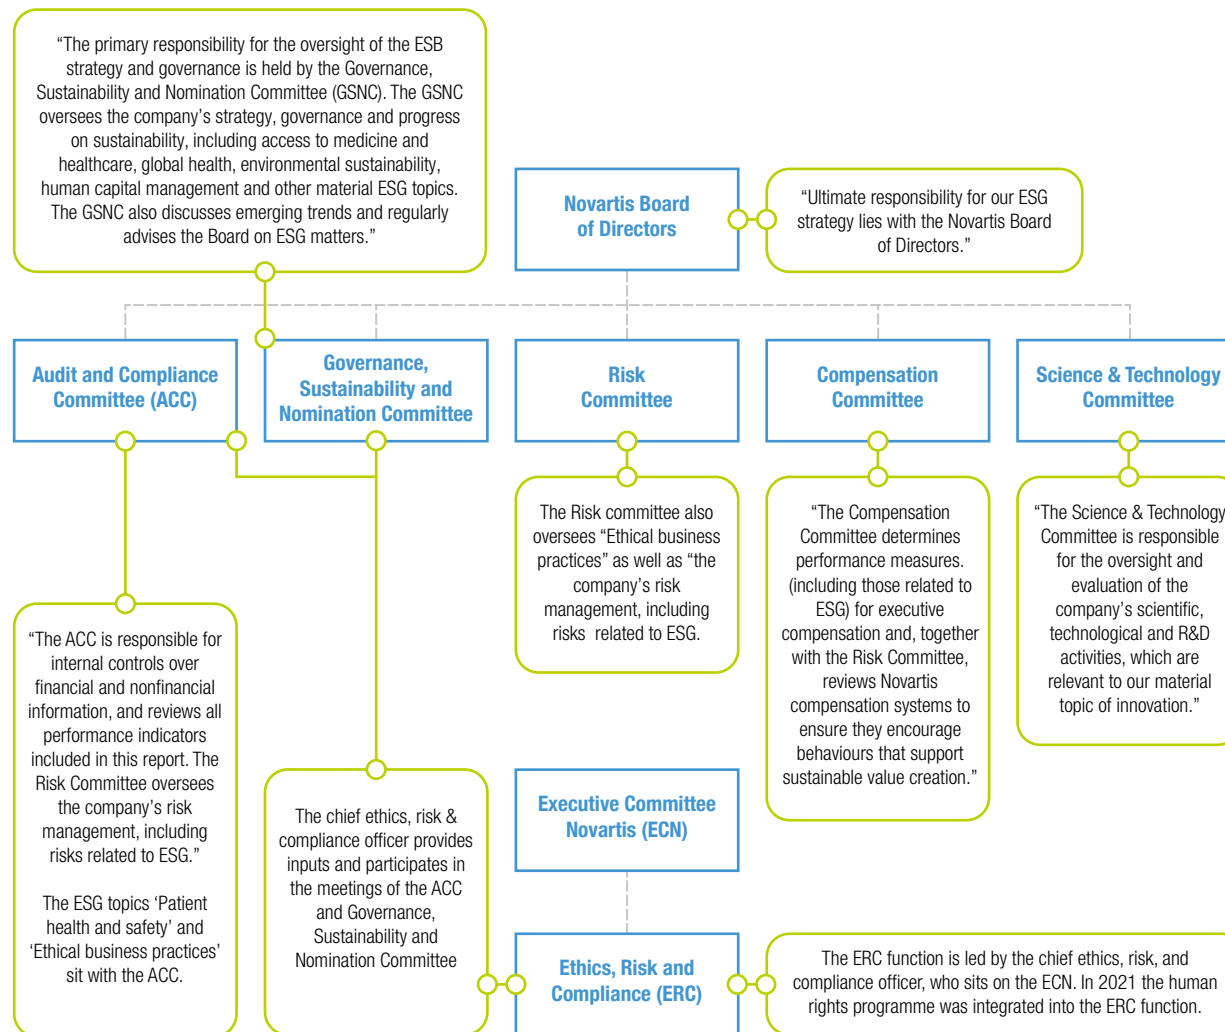 “The primary responsibility for the oversight of the ESB
strategy and governance is held by the Governance,
Sustainability and Nomination Committee (GSNC). The GSNC
oversees the company’s strategy, governance and progress
on sustainability, including access to medicine and
healthcare, global health, environmental sustainability,
human capital management and other material ESG topics.
The GSNC also discusses emerging trends and regularly
advises the Board on ESG matters.”
Novartis Board
of Directors
“Ultimate responsibility for our ESG
strategy lies with the Novartis Board
of Directors.”
Audit and Compliance
Committee (ACC)
Governance,
Sustainability and
Nomination Committee
Risk
Committee
Compensation
Committee
Science & Technology
Committee
“The ACC is responsible for
internal controls over
financial and nonfinancial
information, and reviews all
performance indicators
included in this report. The
Risk Committee oversees
the company’s risk
management, including
risks related to ESG.”
The ESG topics ‘Patient
health and safety’ and
‘Ethical business practices’
sit with the ACC.
The chief ethics, risk &
compliance officer provides
inputs and participates in
the meetings of the ACC
and Governance,
Sustainability and
Nomination Committee
The Risk committee also
oversees “Ethical business
practices” as well as “the
company’s risk
management, including
risks related to ESG.
“The Compensation
Committee determines
performance measures.
(including those related to
ESG) for executive
compensation and, together
with the Risk Committee,
reviews Novartis
compensation systems to
ensure they encourage
behaviours that support
sustainable value creation.”
“The Science & Technology
Committee is responsible
for the oversight and
evaluation of the
company’s scientific,
technological and R&D
activities, which are
relevant to our material
topic of innovation.”
Executive Committee
Novartis (ECN)
Ethics, Risk and
Compliance (ERC)
The ERC function is led by the chief ethics, risk, and
compliance officer, who sits on the ECN. In 2021 the human
rights programme was integrated into the ERC function.